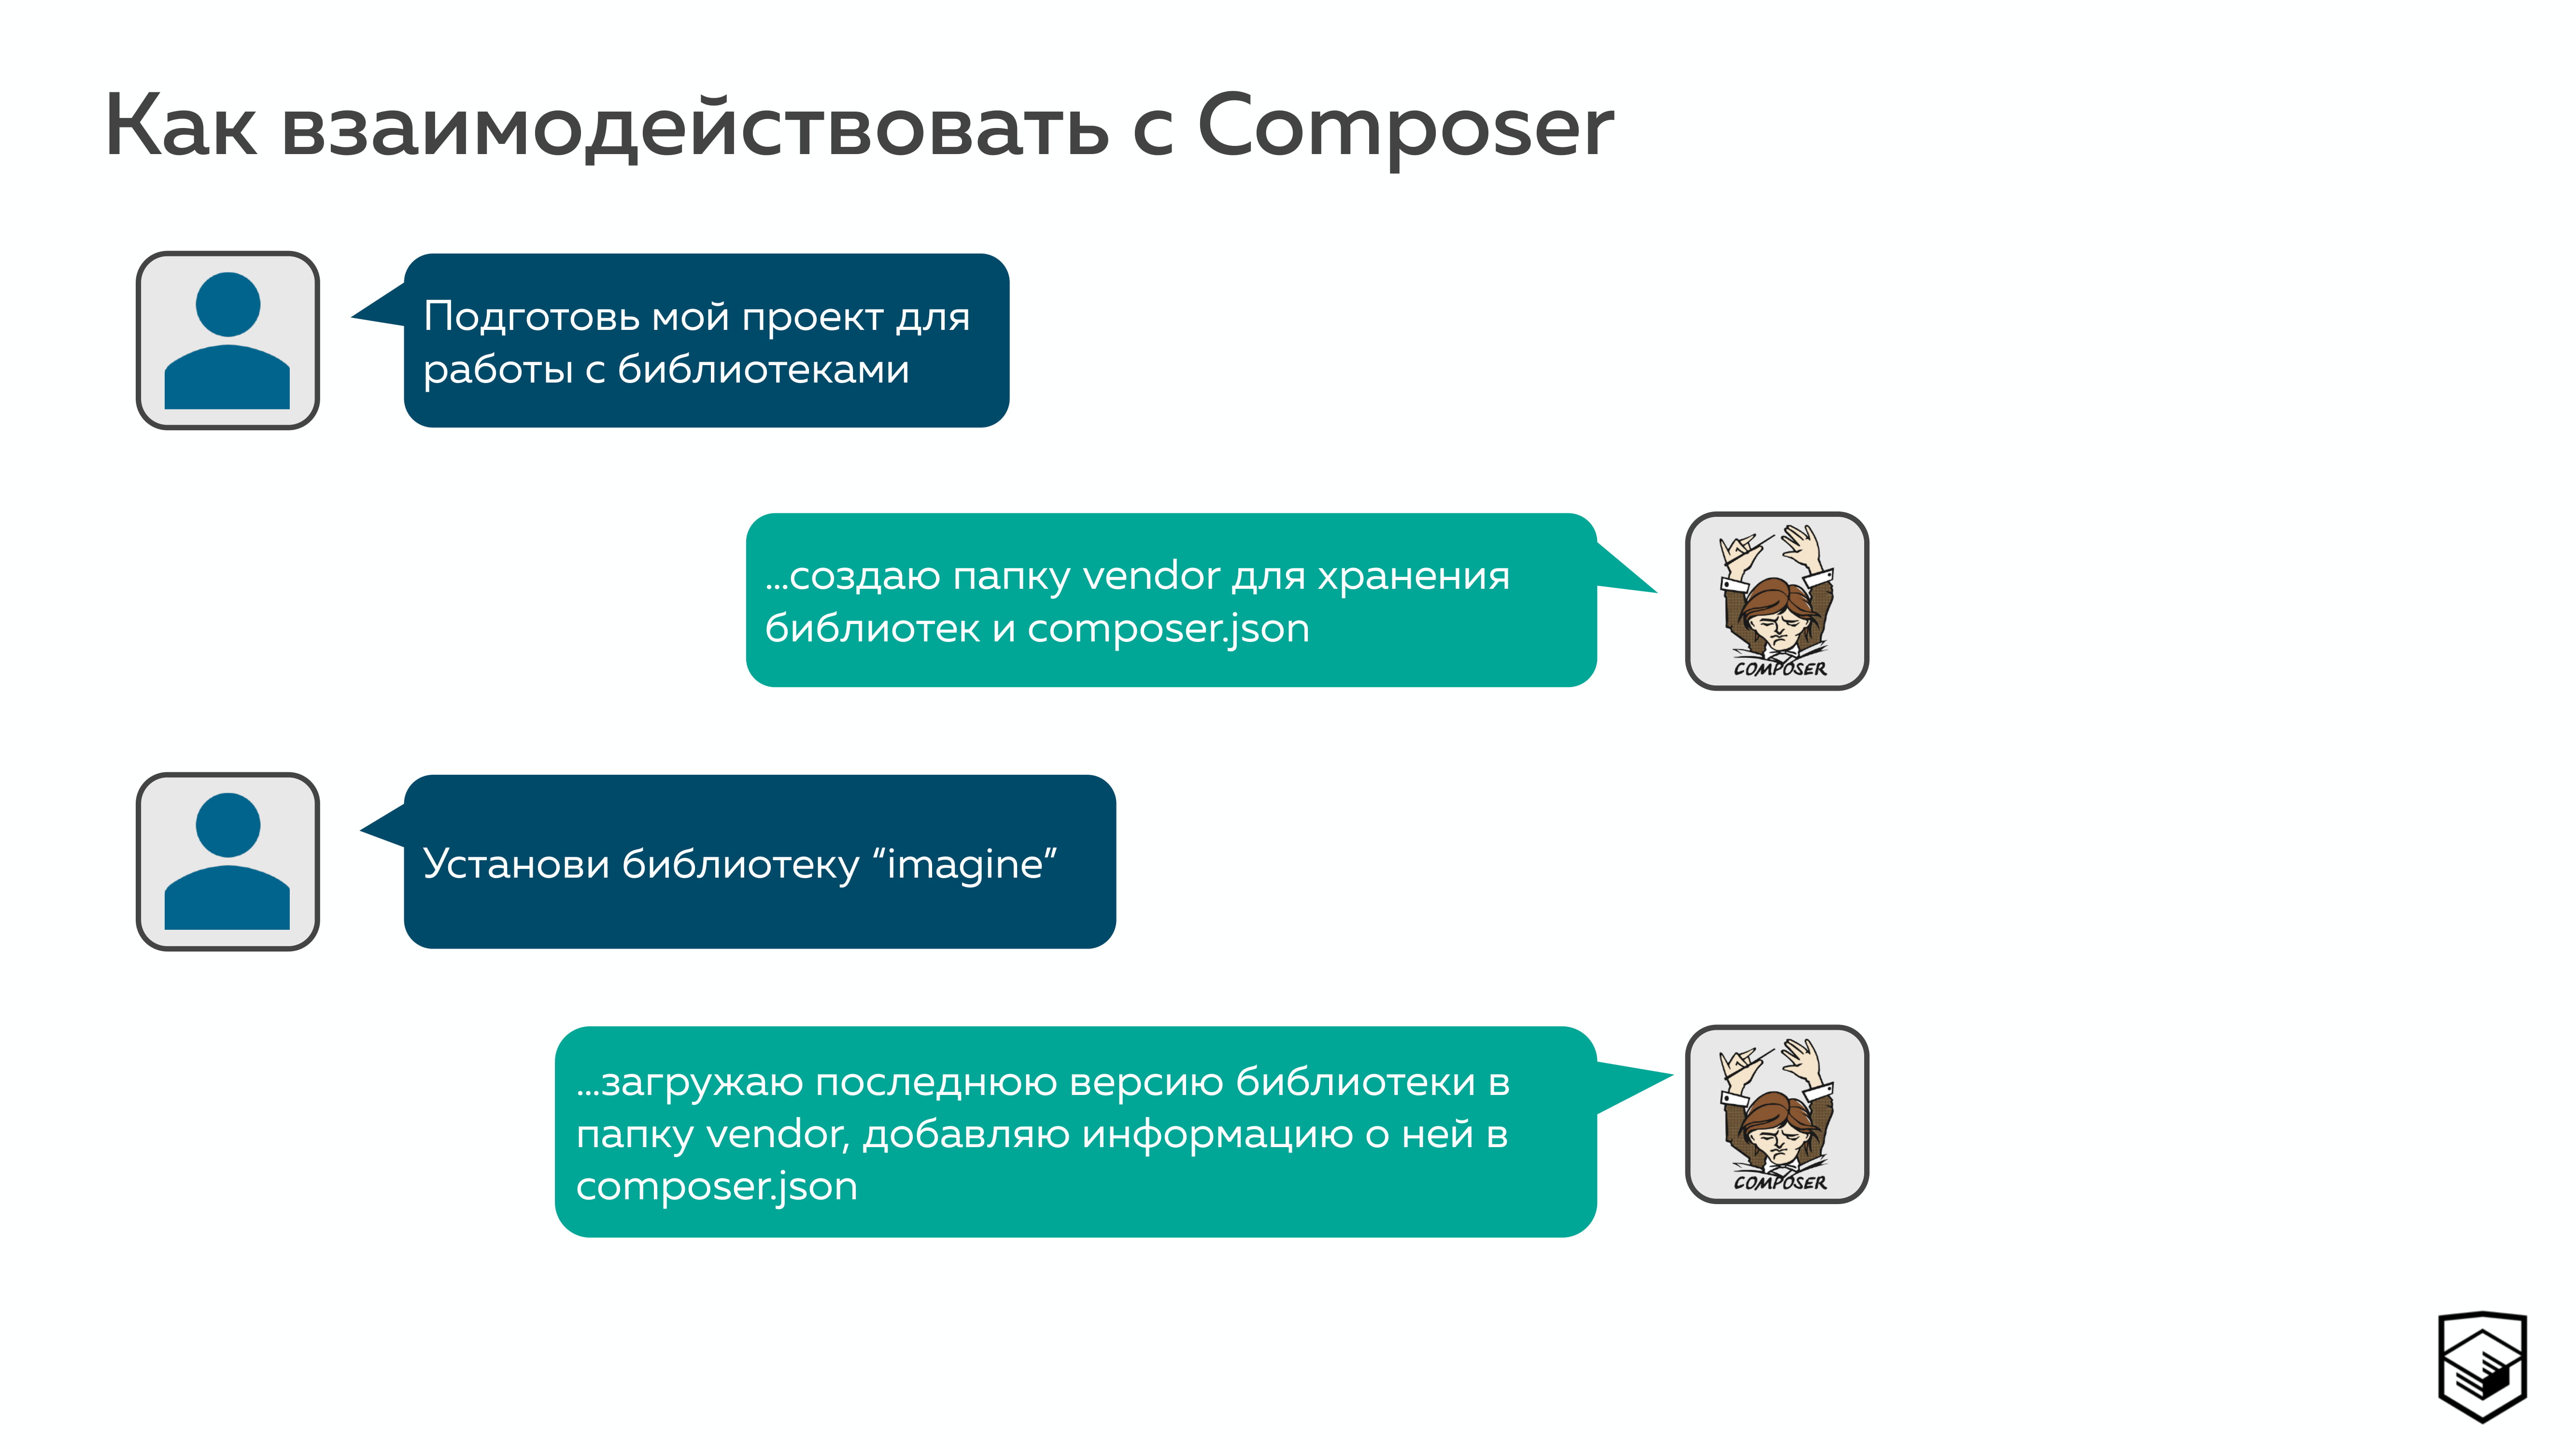 Как взаимодействовать с Composer
Подготовь мой проект для
работы с библиотеками
...создаю папку vendor для хранения
библиотек и composer.json
COMPOSER
Установи библиотеку “imagine”
...загружаю последнюю версию библиотеки в
папку vendor, добавляю информацию о ней в
composer.json
COMPOSER